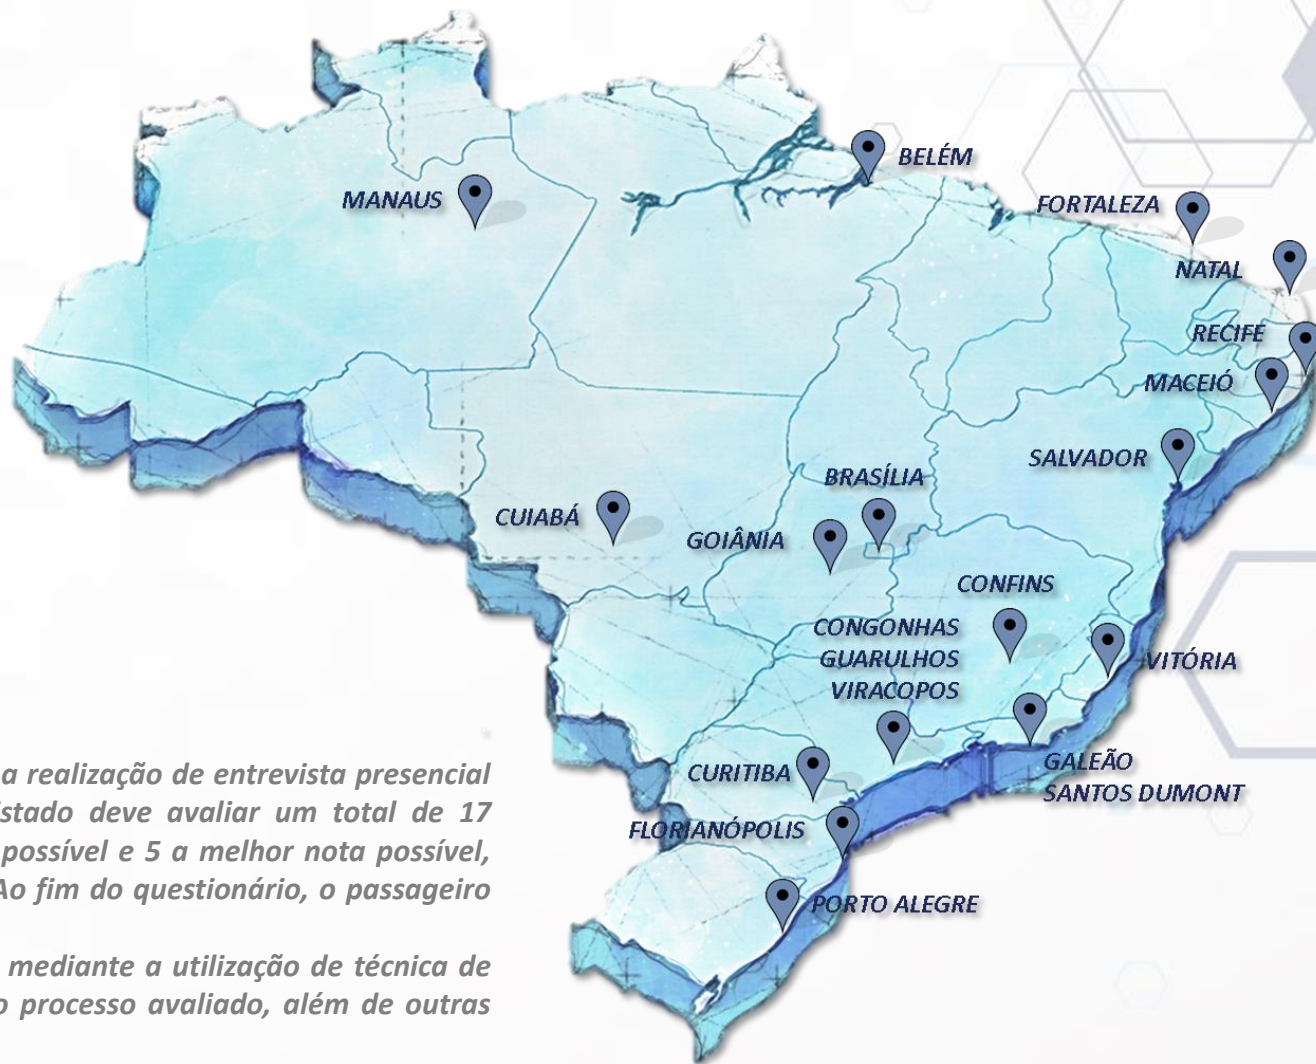 BELÉM
MANAUS
FORTALEZA
NATAL
RECIFE
MACEIÓ
SALVADOR
BRASÍLIA
CUIABÁ
GOIÂNIA
CONFINS
CONGONHAS
GUARULHOS
VIRACOPOS
VITÓRIA
GALEÃO
SANTOS DUMONT
CURITIBA
FLORIANÓPOLIS
PORTO ALEGRE
a realização de entrevista presencial
istado deve avaliar um total de 17
possível e 5 a melhor nota possível,
Ao fim do questionário, o passageiro
mediante a utilização de técnica de
o processo avaliado, além de outras